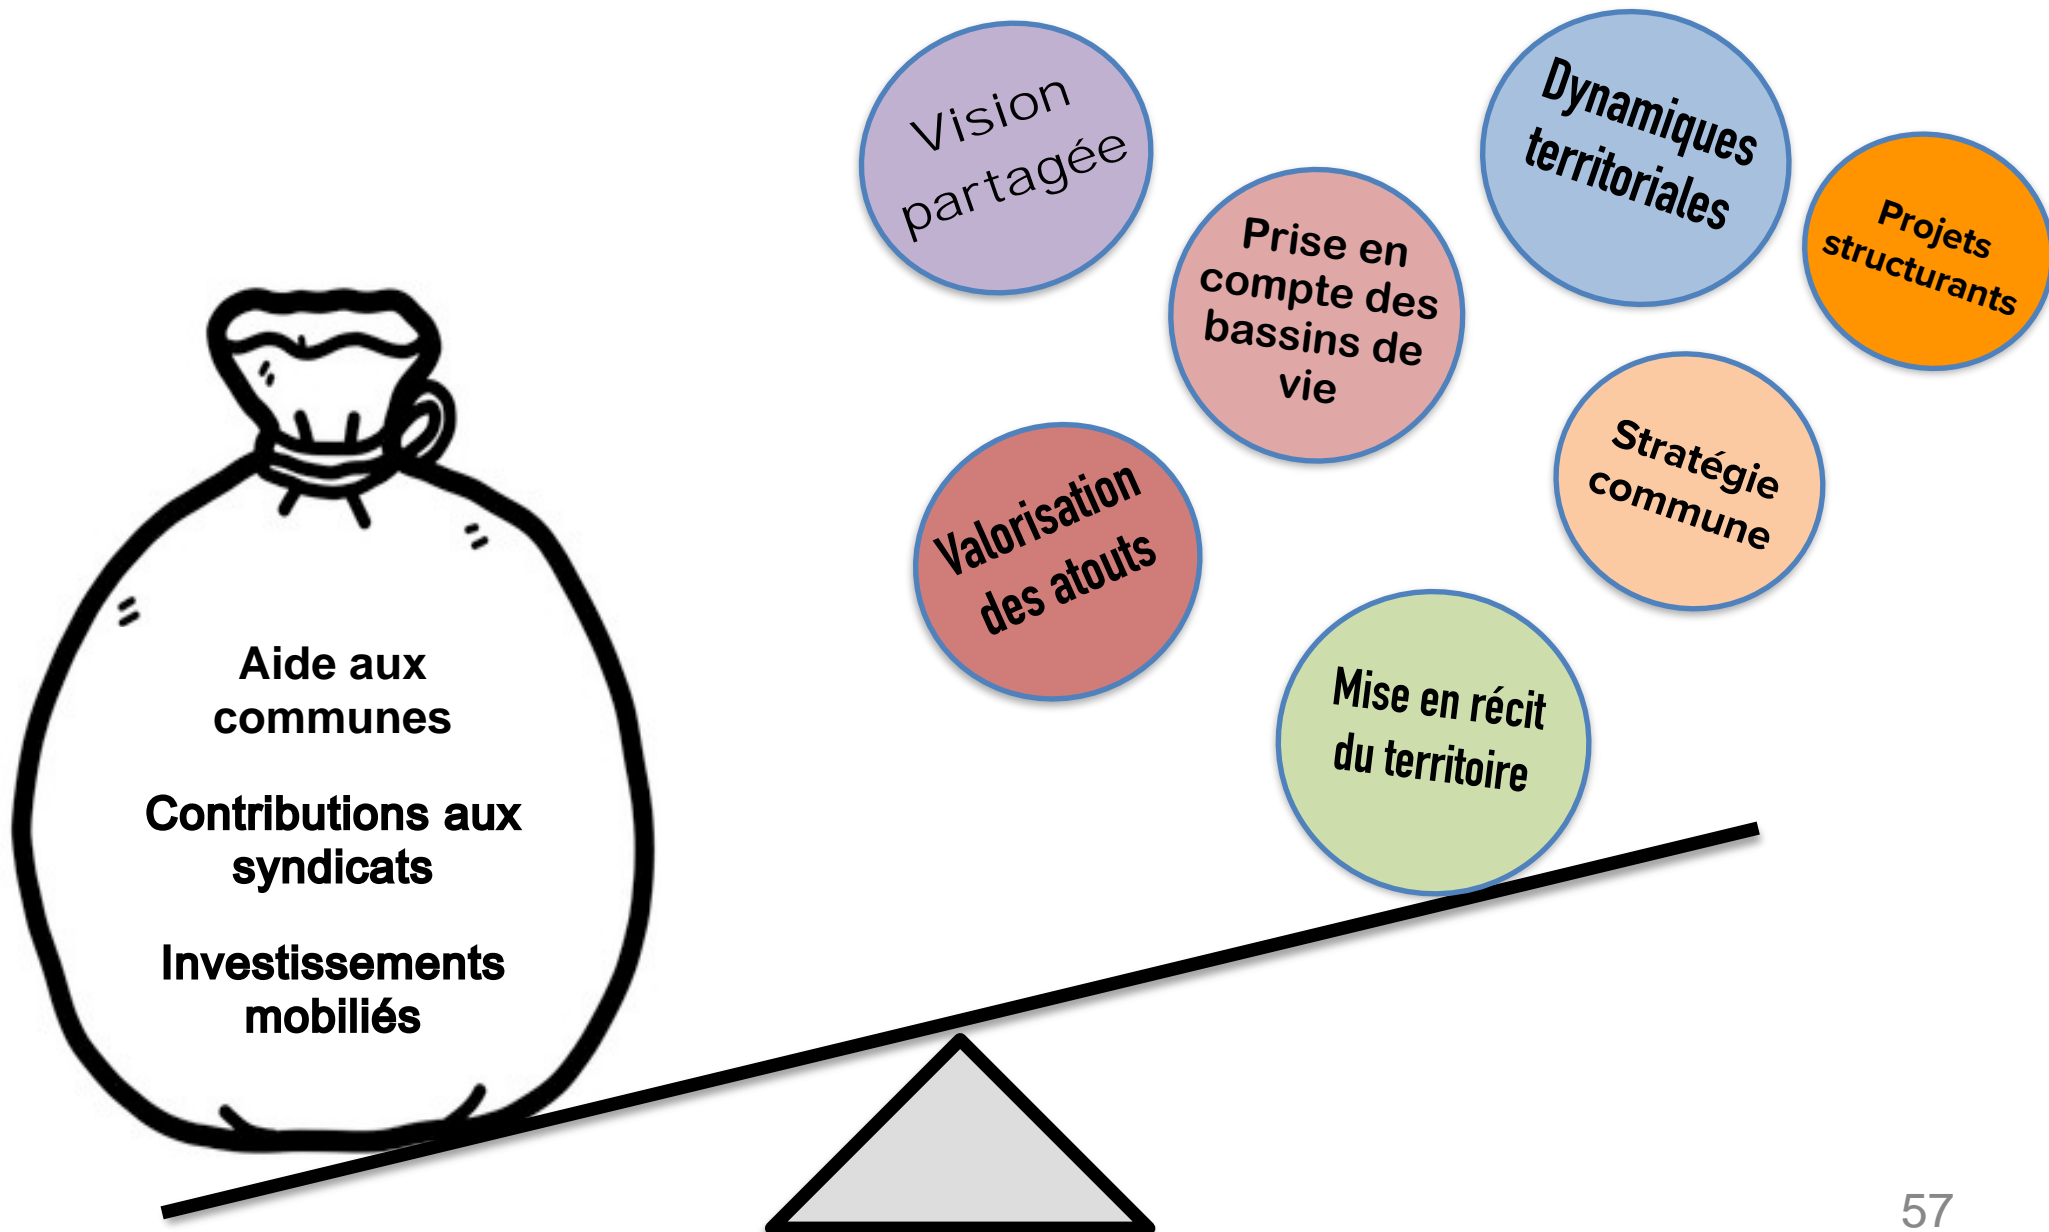 Vision
partagée
Dynamiques
territoriales
Projets
structurants
Prise en
compte des
bassins de
vie
Stratégie
commune
Valorisation
des atouts
Mise en récit
du territoire
Aide aux
communes
Contributions aux
syndicats
Investissements
mobiliés
57